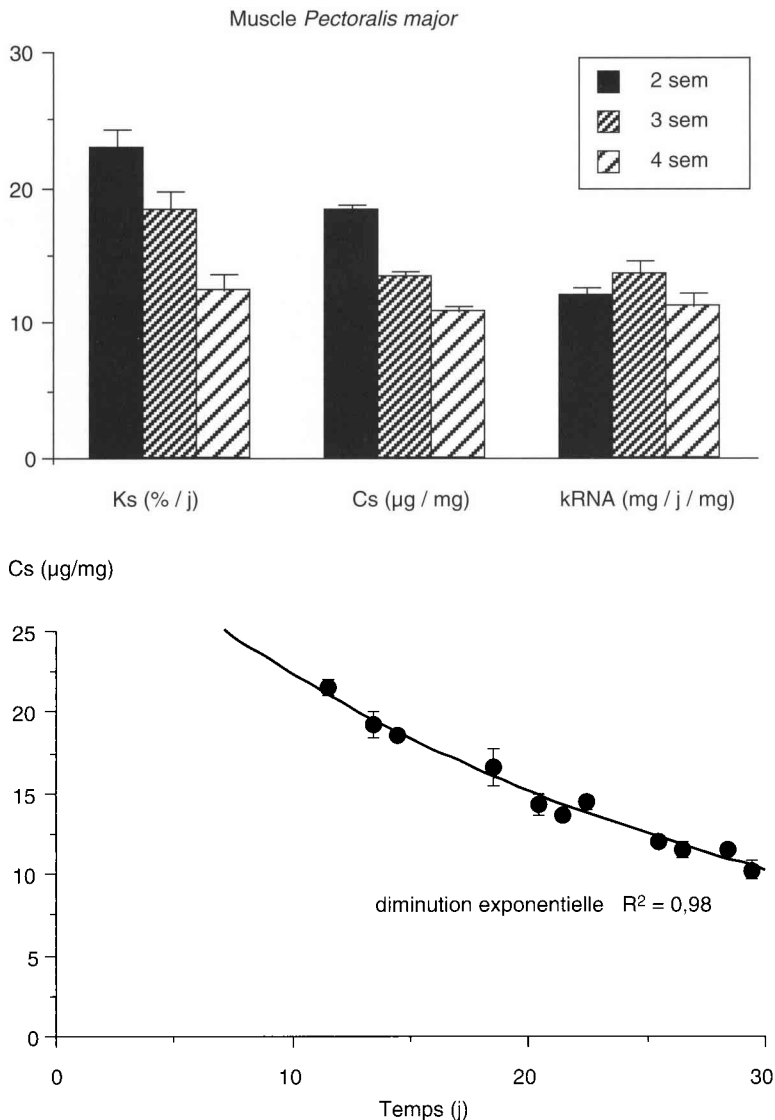 Muscle Pectoralis major
30
20
10
0
2 sem
3 sem
4 sem
Ks (% / j)
Cs (µg / mg)
kRNA (mg / j / mg)
Cs (µg/mg)
25
20
15
10
5
0
diminution exponentielle R² = 0,98
0
10
20
30
Temps (j)